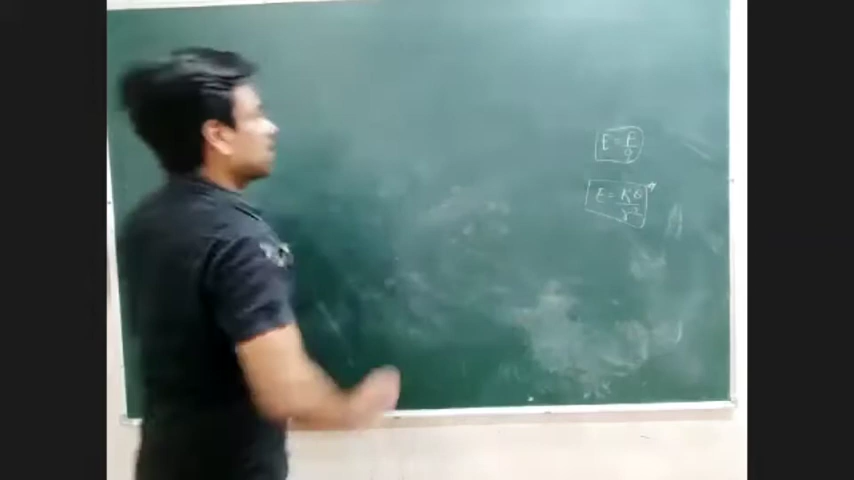 E = F/q
E = KQ/r²